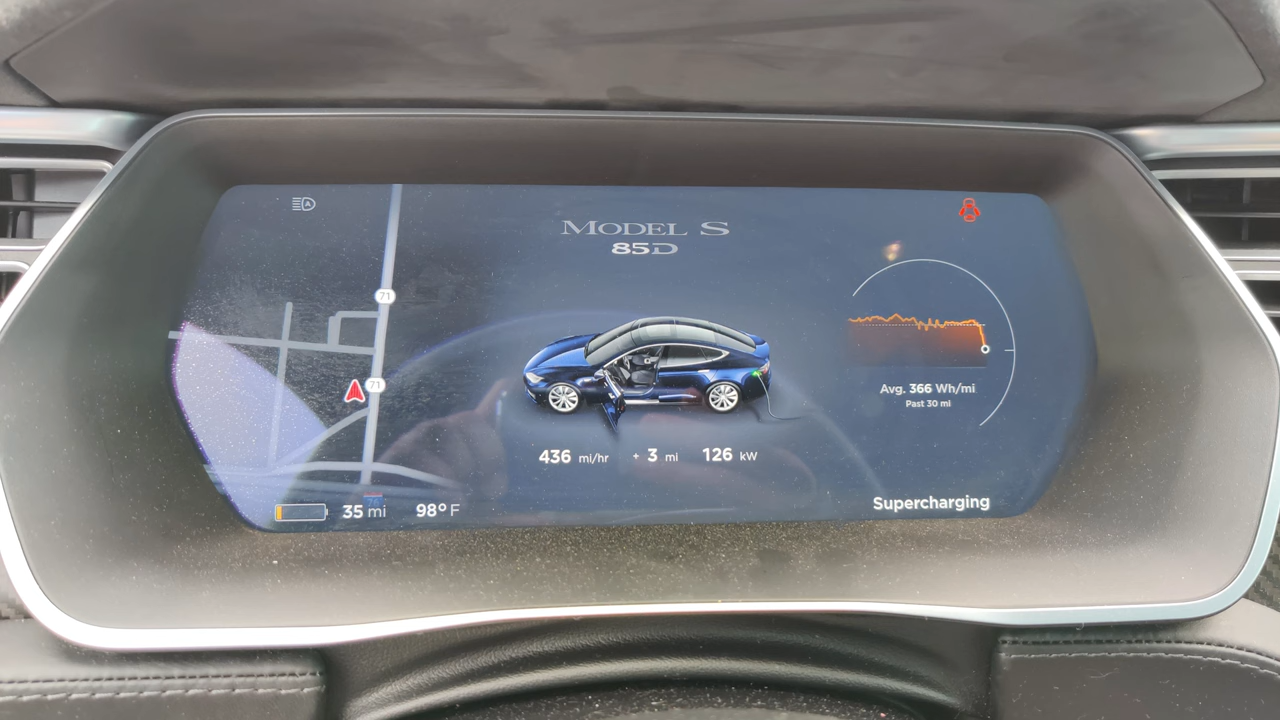 MODEL S
85D
71
71
436 mi/hr + 3 mi 126 kW
Avg. 366 Wh/mi
Past 30 mi
76
35 mi 98° F
Supercharging